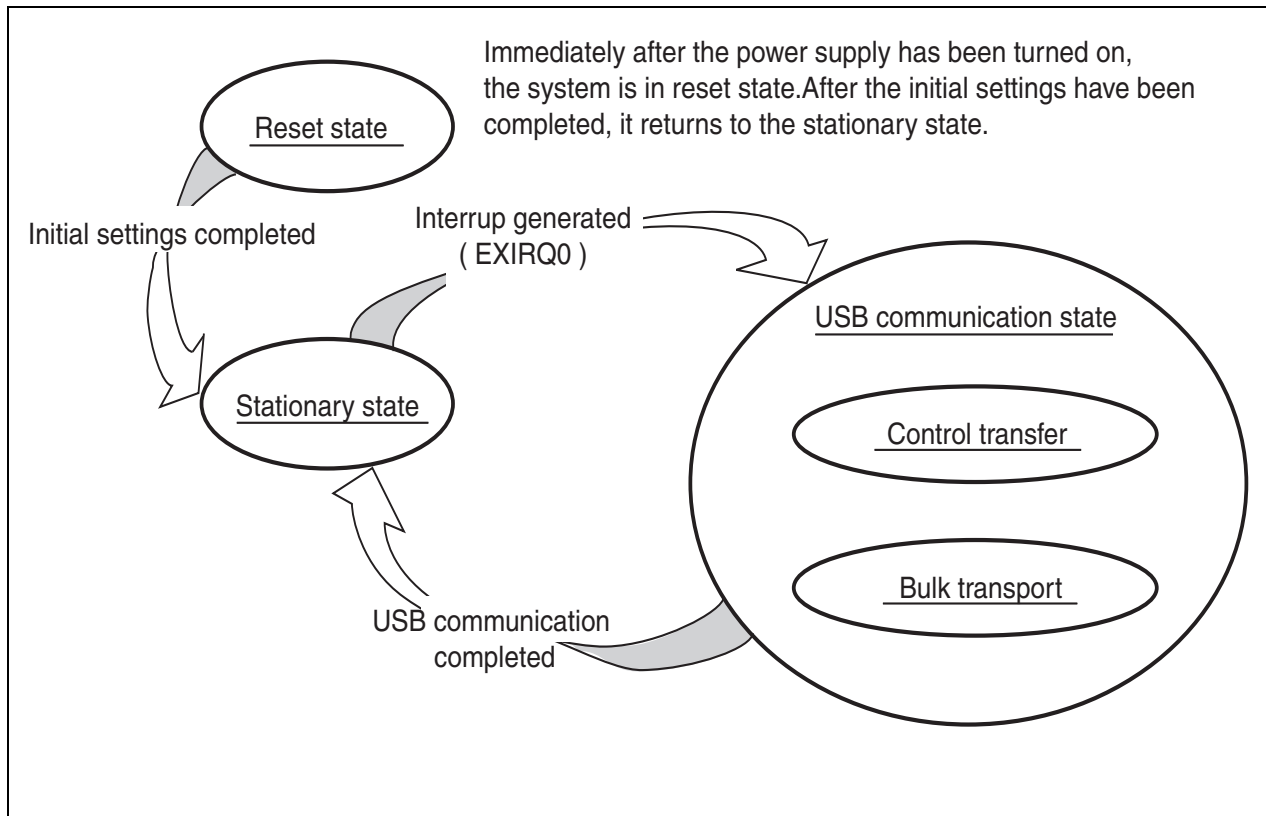 Immediately after the power supply has been turned on,
the system is in reset state.After the initial settings have been
completed, it returns to the stationary state.
Reset state
Initial settings completed
Interrup generated
( EXIRQ0 )
USB communication state
Stationary state
Control transfer
Bulk transport
USB communication
completed